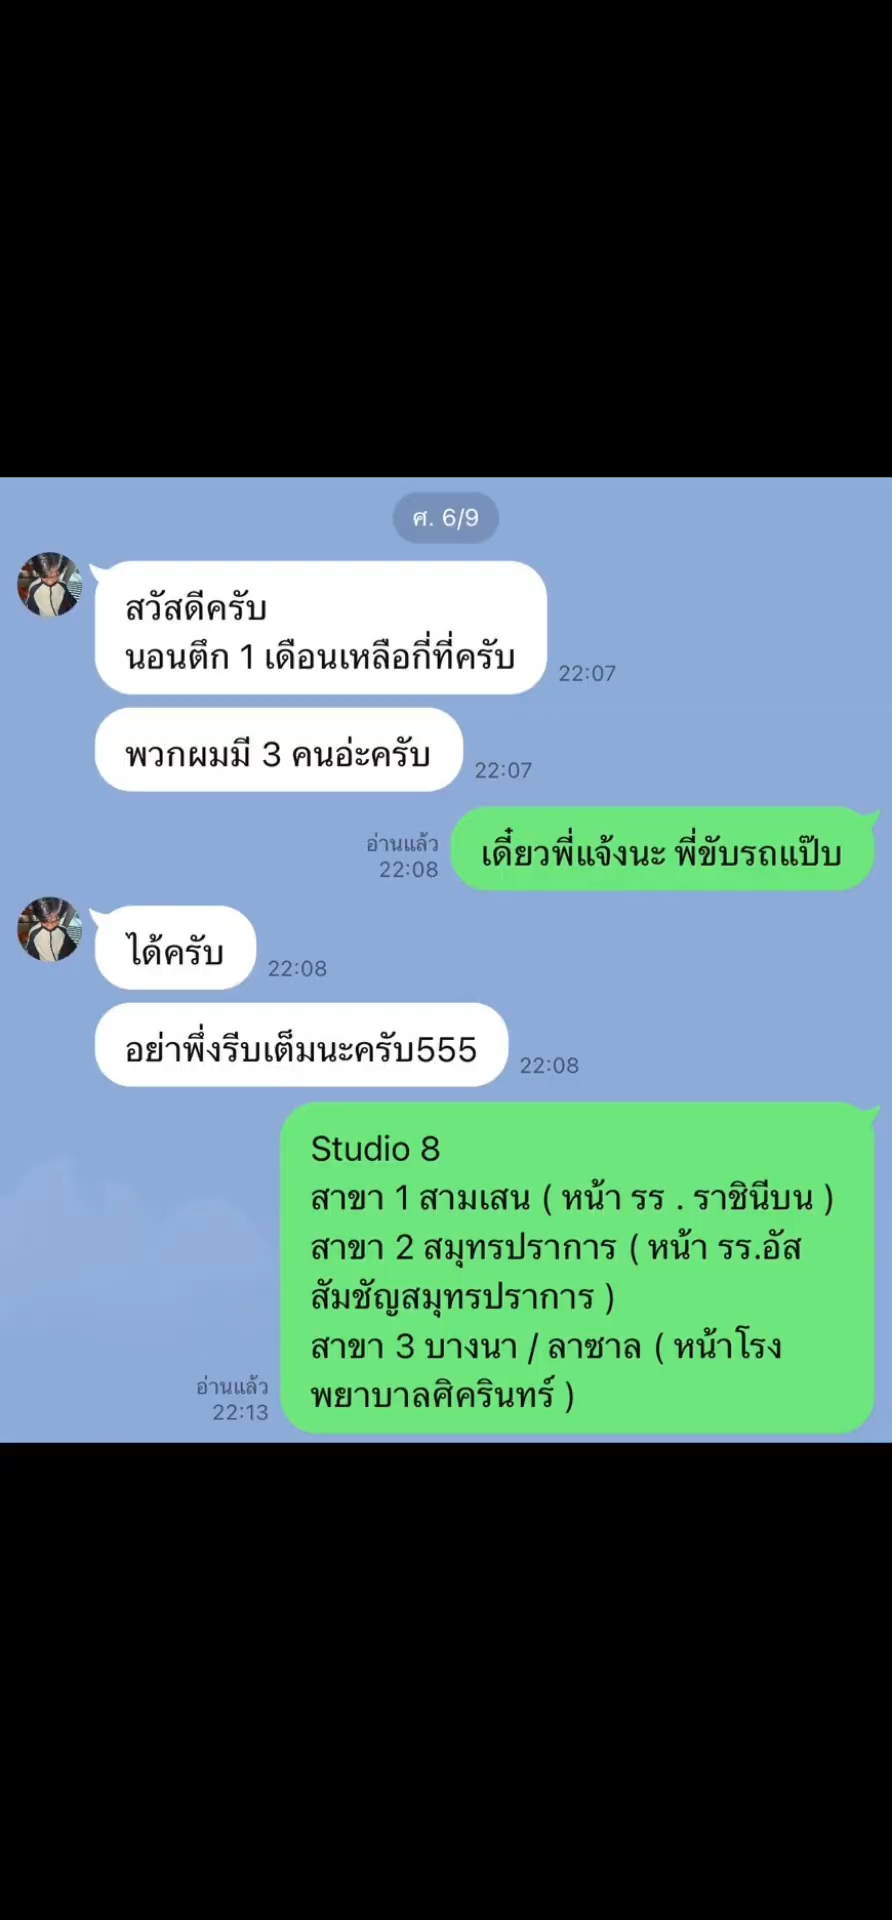 ศ. 6/9
สวัสดีครับ
นอนตึก 1 เดือนเหลือกี่ที่ครับ
22:07
พวกผมมี 3 คนอ่ะครับ
22:07
อ่านแล้ว
22:08
เดี๋ยวพี่แจ้งนะ พี่ขับรถแป๊บ
ได้ครับ
22:08
อย่าพึ่งรีบเต็มนะครับ555
22:08
Studio 8
สาขา 1 สามเสน ( หน้า รร . ราชินีบน )
สาขา 2 สมุทรปราการ ( หน้า รร.อัส
สัมชัญสมุทรปราการ )
สาขา 3 บางนา / ลาซาล ( หน้าโรง
พยาบาลศิครินทร์ )
อ่านแล้ว
22:13